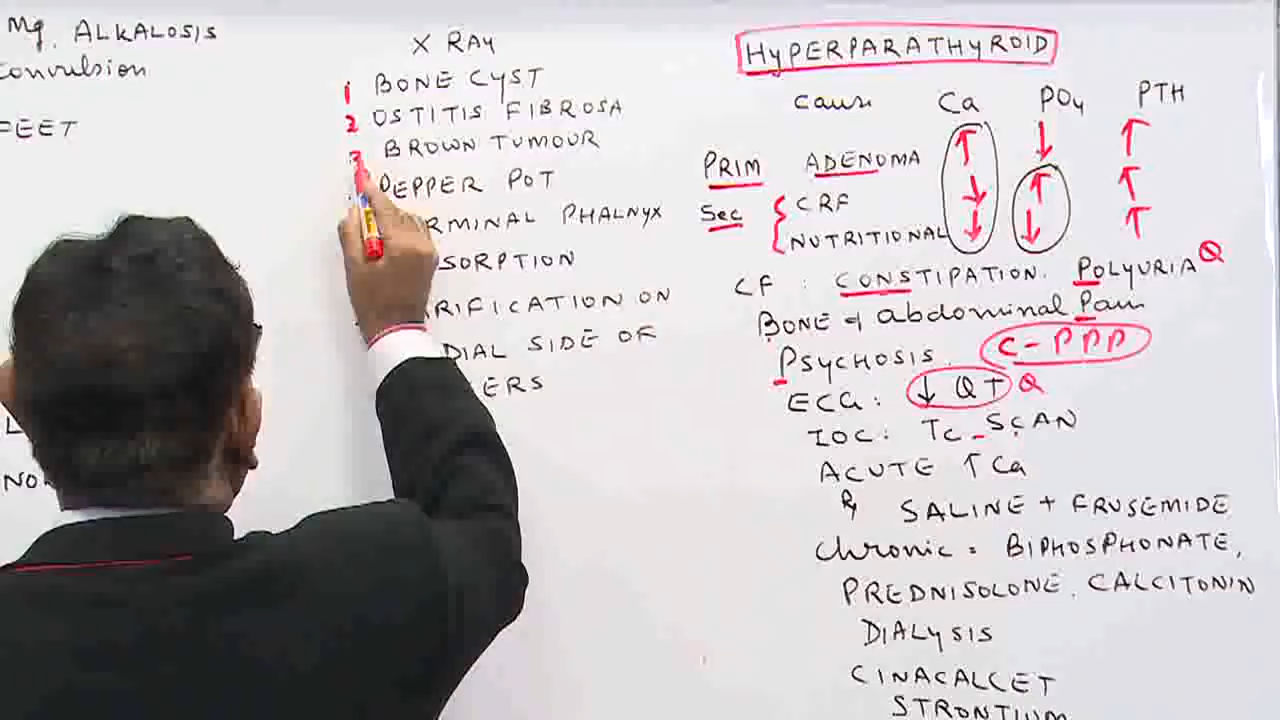 Mg, ALKALOSIS
Convulsion
FEET
X RAY
1 BONE CYST
2 OSTITIS FIBROSA
3 BROWN TUMOUR
PEPPER POT
RMINAL PHALNYX
SORPTION
RIFICATION ON
DIAL SIDE OF
ERS
HYPERPARATHYROID
cause Ca PO4 PTH
PRIM ADENOMA ↑ ↓ ↑
Sec { CRF ↓ ↑ ↑
NUTRITIONAL ↓ ↓ ↑
CF : CONSTIPATION. POLYURIA Q
BONE & abdominal Pain
Psychosis. C-PPP
ECG: ↓ QT Q
IOC: Tc-SCAN
ACUTE ↑ Ca
SALINE + FRUSEMIDE
Chronic = BIPHOSPHONATE,
PREDNISOLONE. CALCITONIN
DIALYSIS
CINACALCET
STRONTIUM